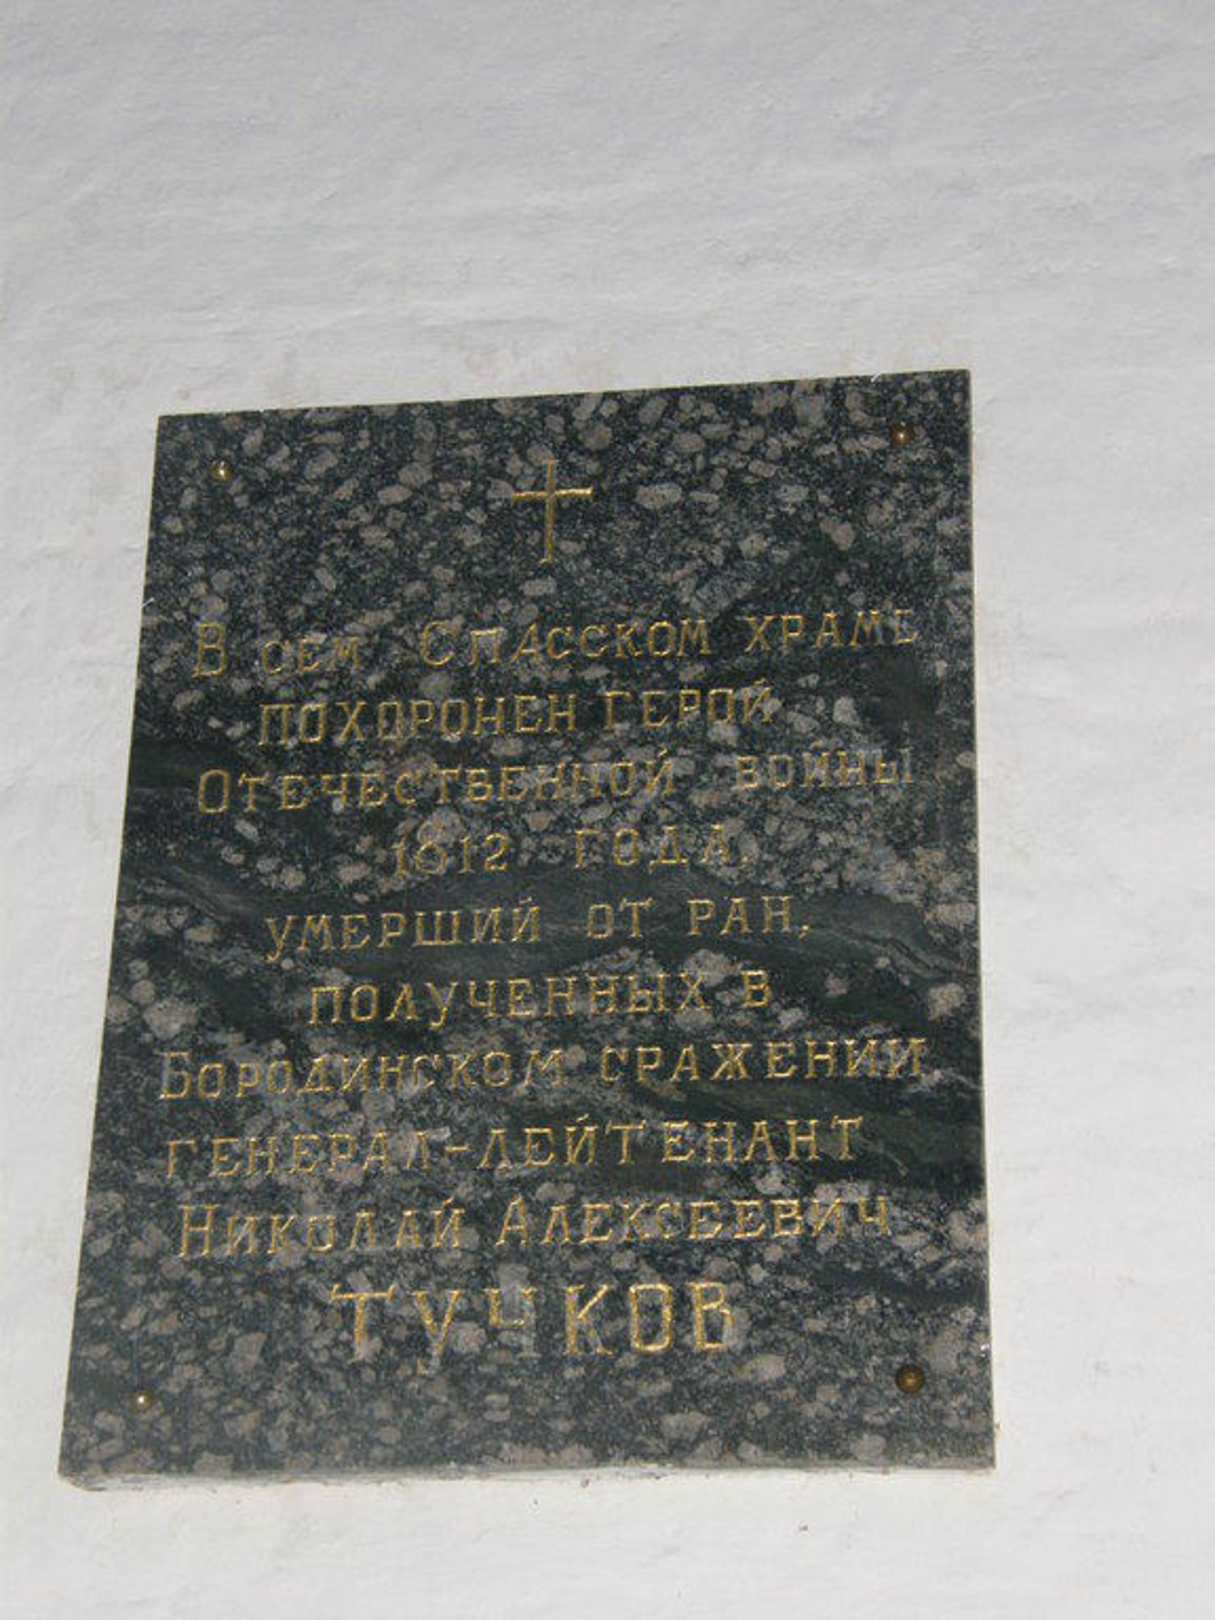 В сем Спасском храме
похоронен герой
Отечественной войны
1812 года,
умерший от ран,
полученных в
Бородинском сражении,
генерал-лейтенант
Николай Алексеевич
Тучков